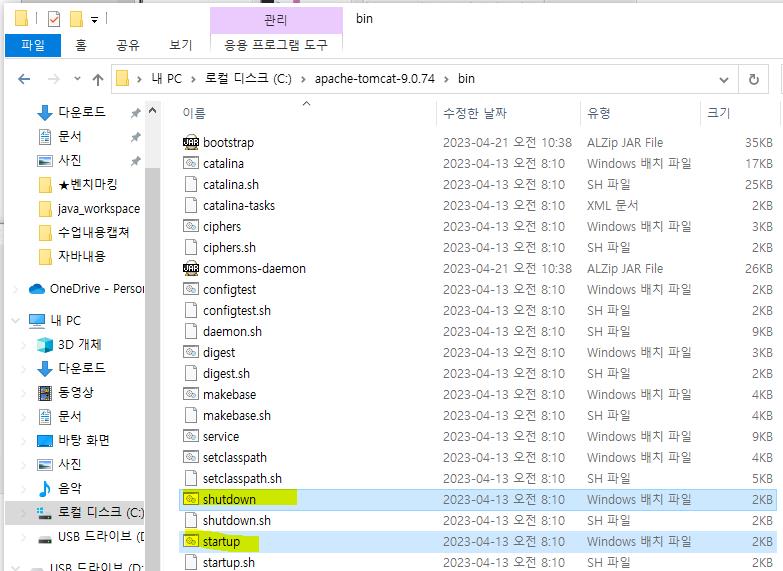 관리
bin
파일
홈
공유
보기
응용 프로그램 도구
내 PC > 로컬 디스크 (C:) > apache-tomcat-9.0.74 > bin
다운로드
문서
사진
★벤치마킹
java_workspace
수업내용캡쳐
자바내용
OneDrive - Person
내 PC
3D 개체
다운로드
동영상
문서
바탕 화면
사진
음악
로컬 디스크 (C:)
USB 드라이브 (D
USB 드라이브 (D:
이름 수정한 날짜 유형 크기
bootstrap 2023-04-21 오전 10:38 ALZip JAR File 35KB
catalina 2023-04-13 오전 8:10 Windows 배치 파일 17KB
catalina.sh 2023-04-13 오전 8:10 SH 파일 25KB
catalina-tasks 2023-04-13 오전 8:10 XML 문서 2KB
ciphers 2023-04-13 오전 8:10 Windows 배치 파일 3KB
ciphers.sh 2023-04-13 오전 8:10 SH 파일 2KB
commons-daemon 2023-04-21 오전 10:38 ALZip JAR File 26KB
configtest 2023-04-13 오전 8:10 Windows 배치 파일 2KB
configtest.sh 2023-04-13 오전 8:10 SH 파일 2KB
daemon.sh 2023-04-13 오전 8:10 SH 파일 9KB
digest 2023-04-13 오전 8:10 Windows 배치 파일 3KB
digest.sh 2023-04-13 오전 8:10 SH 파일 2KB
makebase 2023-04-13 오전 8:10 Windows 배치 파일 4KB
makebase.sh 2023-04-13 오전 8:10 SH 파일 4KB
service 2023-04-13 오전 8:10 Windows 배치 파일 9KB
setclasspath 2023-04-13 오전 8:10 Windows 배치 파일 4KB
setclasspath.sh 2023-04-13 오전 8:10 SH 파일 5KB
shutdown 2023-04-13 오전 8:10 Windows 배치 파일 2KB
shutdown.sh 2023-04-13 오전 8:10 SH 파일 2KB
startup 2023-04-13 오전 8:10 Windows 배치 파일 2KB
startup.sh 2023-04-13 오전 8:10 SH 파일 2KB